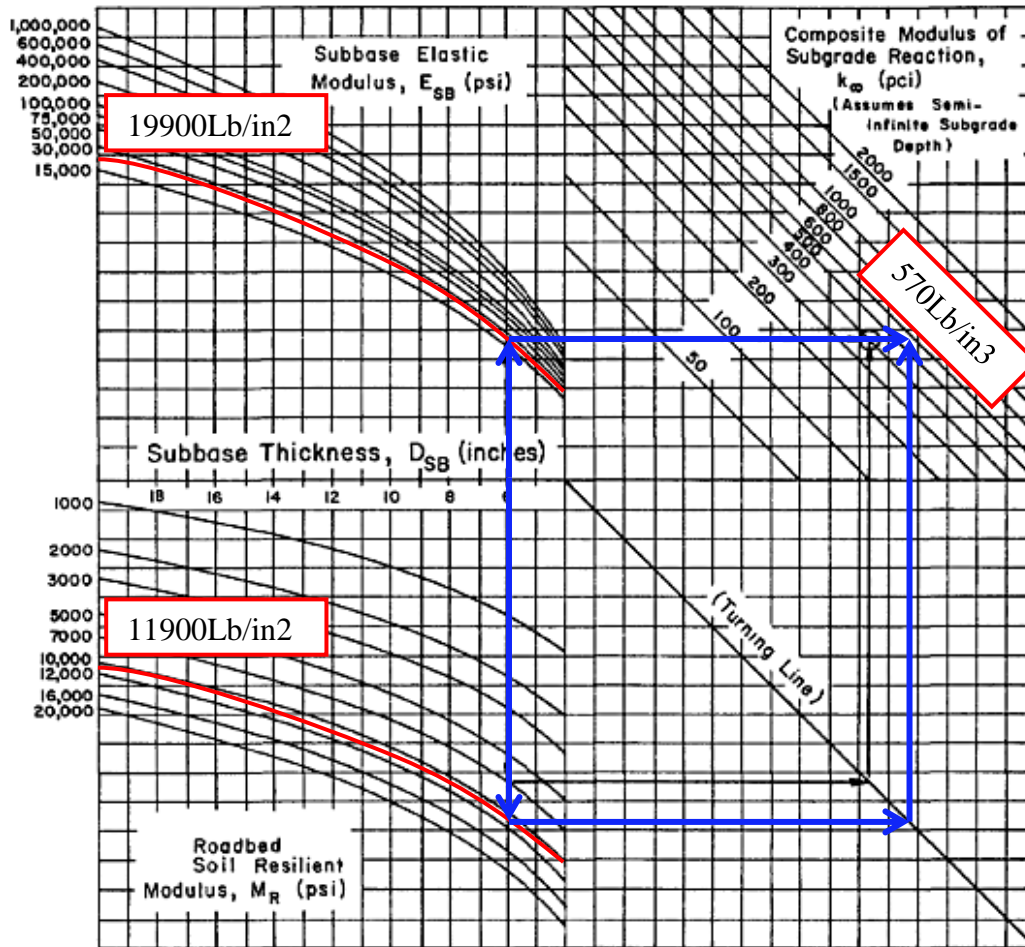 1,000,000
600,000
400,000
200,000
100,000
75,000
50,000
30,000
15,000
Subbase Elastic
Modulus, E_SB (psi)
19900Lb/in2
Composite Modulus of
Subgrade Reaction,
k∞ (pci)
(Assumes Semi-
infinite Subgrade
Depth)
2000
1500
1000
800
600
500
400
300
200
100
50
570Lb/in3
Subbase Thickness, D_SB (inches)
18 16 14 12 10 8 6
1000
2000
3000
5000
7000
10,000
12,000
16,000
20,000
11900Lb/in2
(Turning Line)
Roadbed
Soil Resilient
Modulus, M_R (psi)